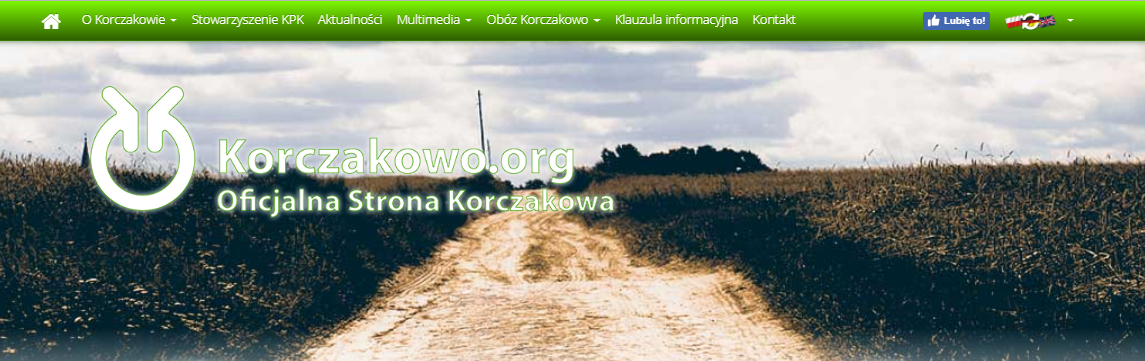 O Korczakowie Stowarzyszenie KPK Aktualności Multimedia Obóz Korczakowo Klauzula informacyjna Kontakt Lubię to!
Korczakowo.org
Oficjalna Strona Korczakowa